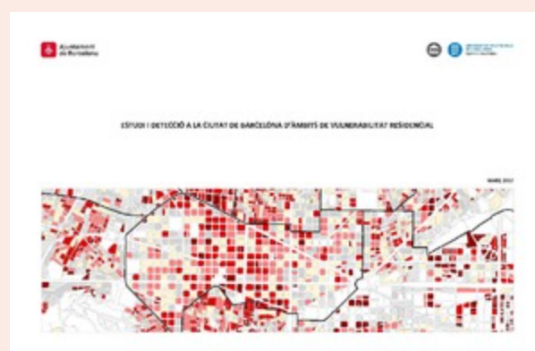 Ajuntament
de Barcelona
ESTUDI I DETECCIÓ A LA CIUTAT DE BARCELONA D'ÀMBITS DE VULNERABILITAT RESIDENCIAL